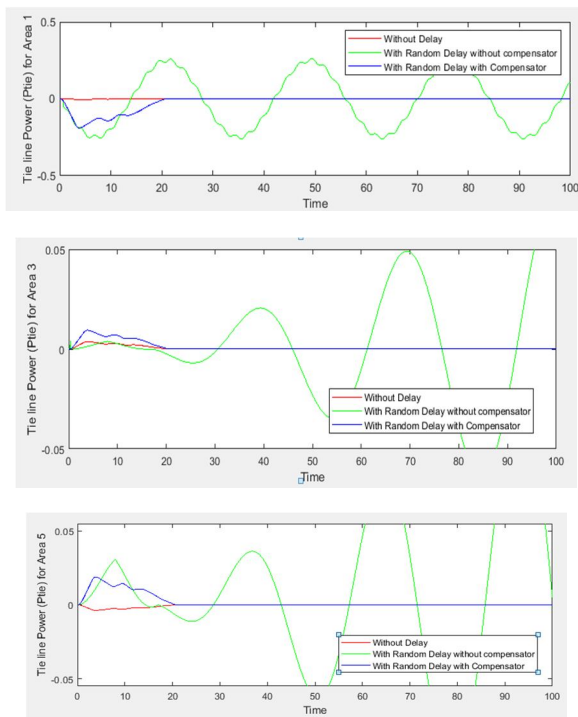 Tie line Power (Ptie) for Area 1
0.5
0
-0.5
Without Delay
With Random Delay without compensator
With Random Delay with Compensator
0 10 20 30 40 50 60 70 80 90 100
Time
Tie line Power (Ptie) for Area 3
0.05
0
-0.05
Without Delay
With Random Delay without compensator
With Random Delay with Compensator
0 10 20 30 40 50 60 70 80 90 100
Time
Tie line Power (Ptie) for Area 5
0.05
0
-0.05
Without Delay
With Random Delay without compensator
With Random Delay with Compensator
0 10 20 30 40 50 60 70 80 90 100
Time